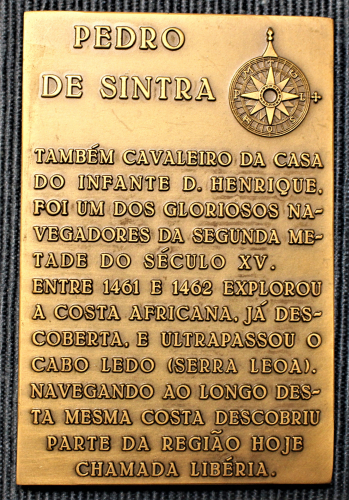 PEDRO
DE SINTRA
TAMBÉM CAVALEIRO DA CASA
DO INFANTE D. HENRIQUE,
FOI UM DOS GLORIOSOS NA-
VEGADORES DA SEGUNDA ME-
TADE DO SÉCULO XV.
ENTRE 1461 E 1462 EXPLOROU
A COSTA AFRICANA, JÁ DES-
COBERTA, E ULTRAPASSOU O
CABO LEDO (SERRA LEOA).
NAVEGANDO AO LONGO DES-
TA MESMA COSTA DESCOBRIU
PARTE DA REGIÃO HOJE
CHAMADA LIBÉRIA.